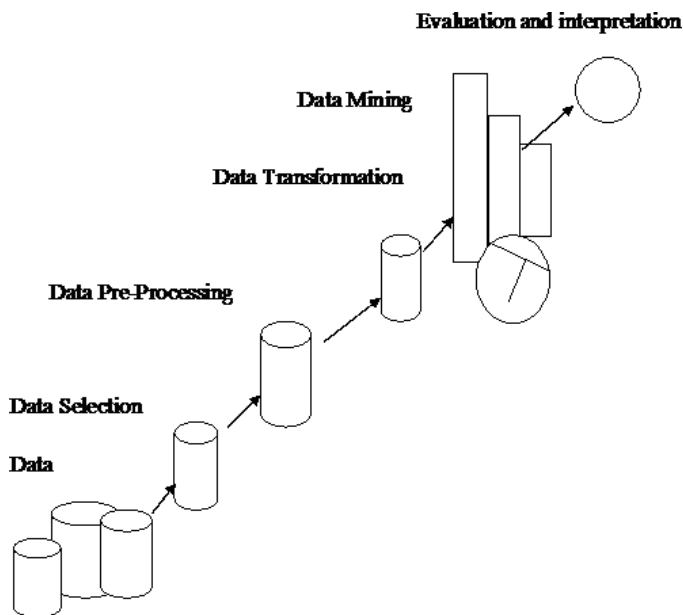 Evaluation and interpretation
Data Mining
Data Transformation
Data Pre-Processing
Data Selection
Data